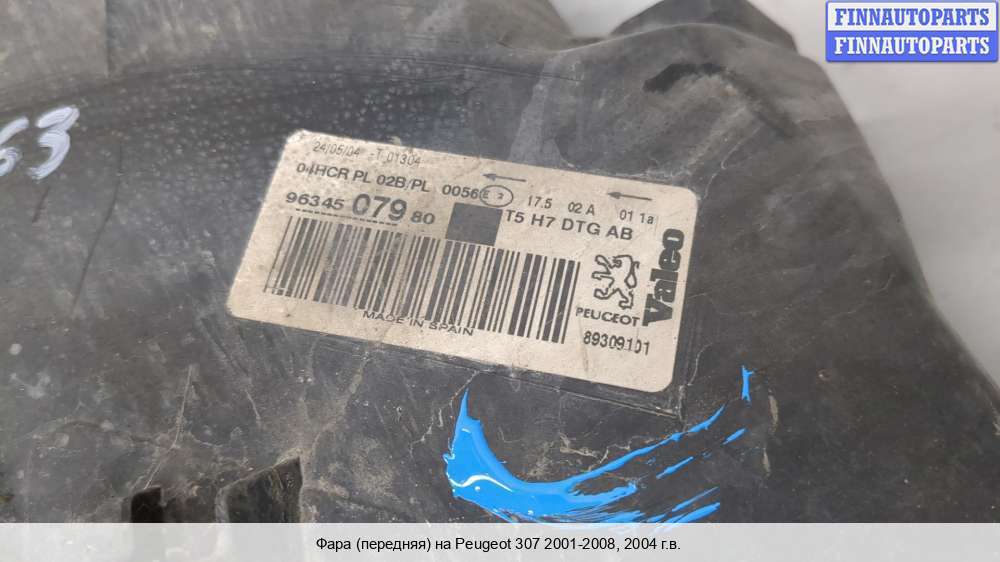 FINNAUTOPARTS
FINNAUTOPARTS
63
24/05/04 T 01304
04HCR PL 02B/PL 0056 E 17.5 02 A 01 1a
96345 079 80
T5 H7 DTG AB
Valeo
PEUGEOT
MADE IN SPAIN
89309101
Фара (передняя) на Peugeot 307 2001-2008, 2004 г.в.